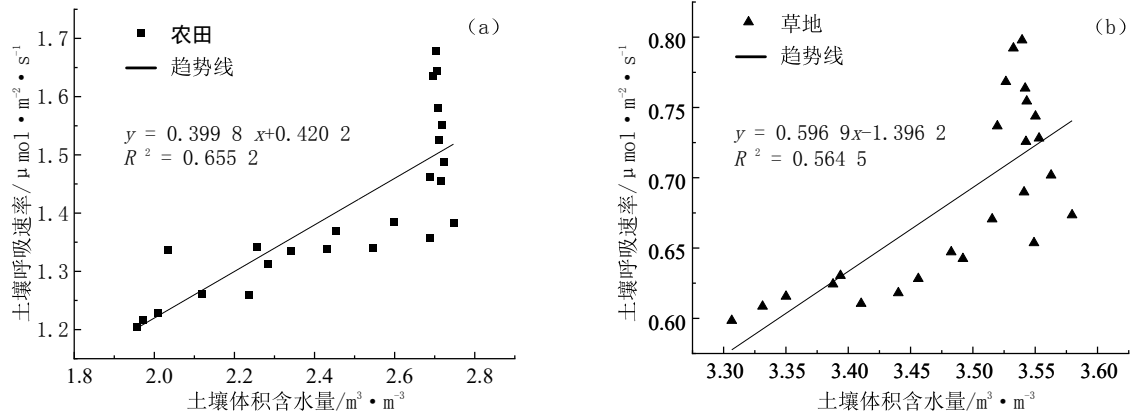 (a)
农田
趋势线
y = 0.399 8 x+0.420 2
R² = 0.655 2
土壤呼吸速率/μmol·m⁻²·s⁻¹
1.7
1.6
1.5
1.4
1.3
1.2
1.8 2.0 2.2 2.4 2.6 2.8
土壤体积含水量/m³·m⁻³
(b)
草地
趋势线
y = 0.596 9x−1.396 2
R² = 0.564 5
土壤呼吸速率/μmol·m⁻²·s⁻¹
0.80
0.75
0.70
0.65
0.60
3.30 3.35 3.40 3.45 3.50 3.55 3.60
土壤体积含水量/m³·m⁻³